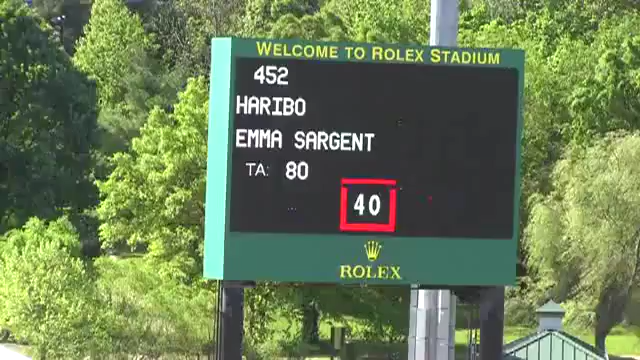 WELCOME TO ROLEX STADIUM
452
HARIBO
EMMA SARGENT
TA: 80
40
ROLEX